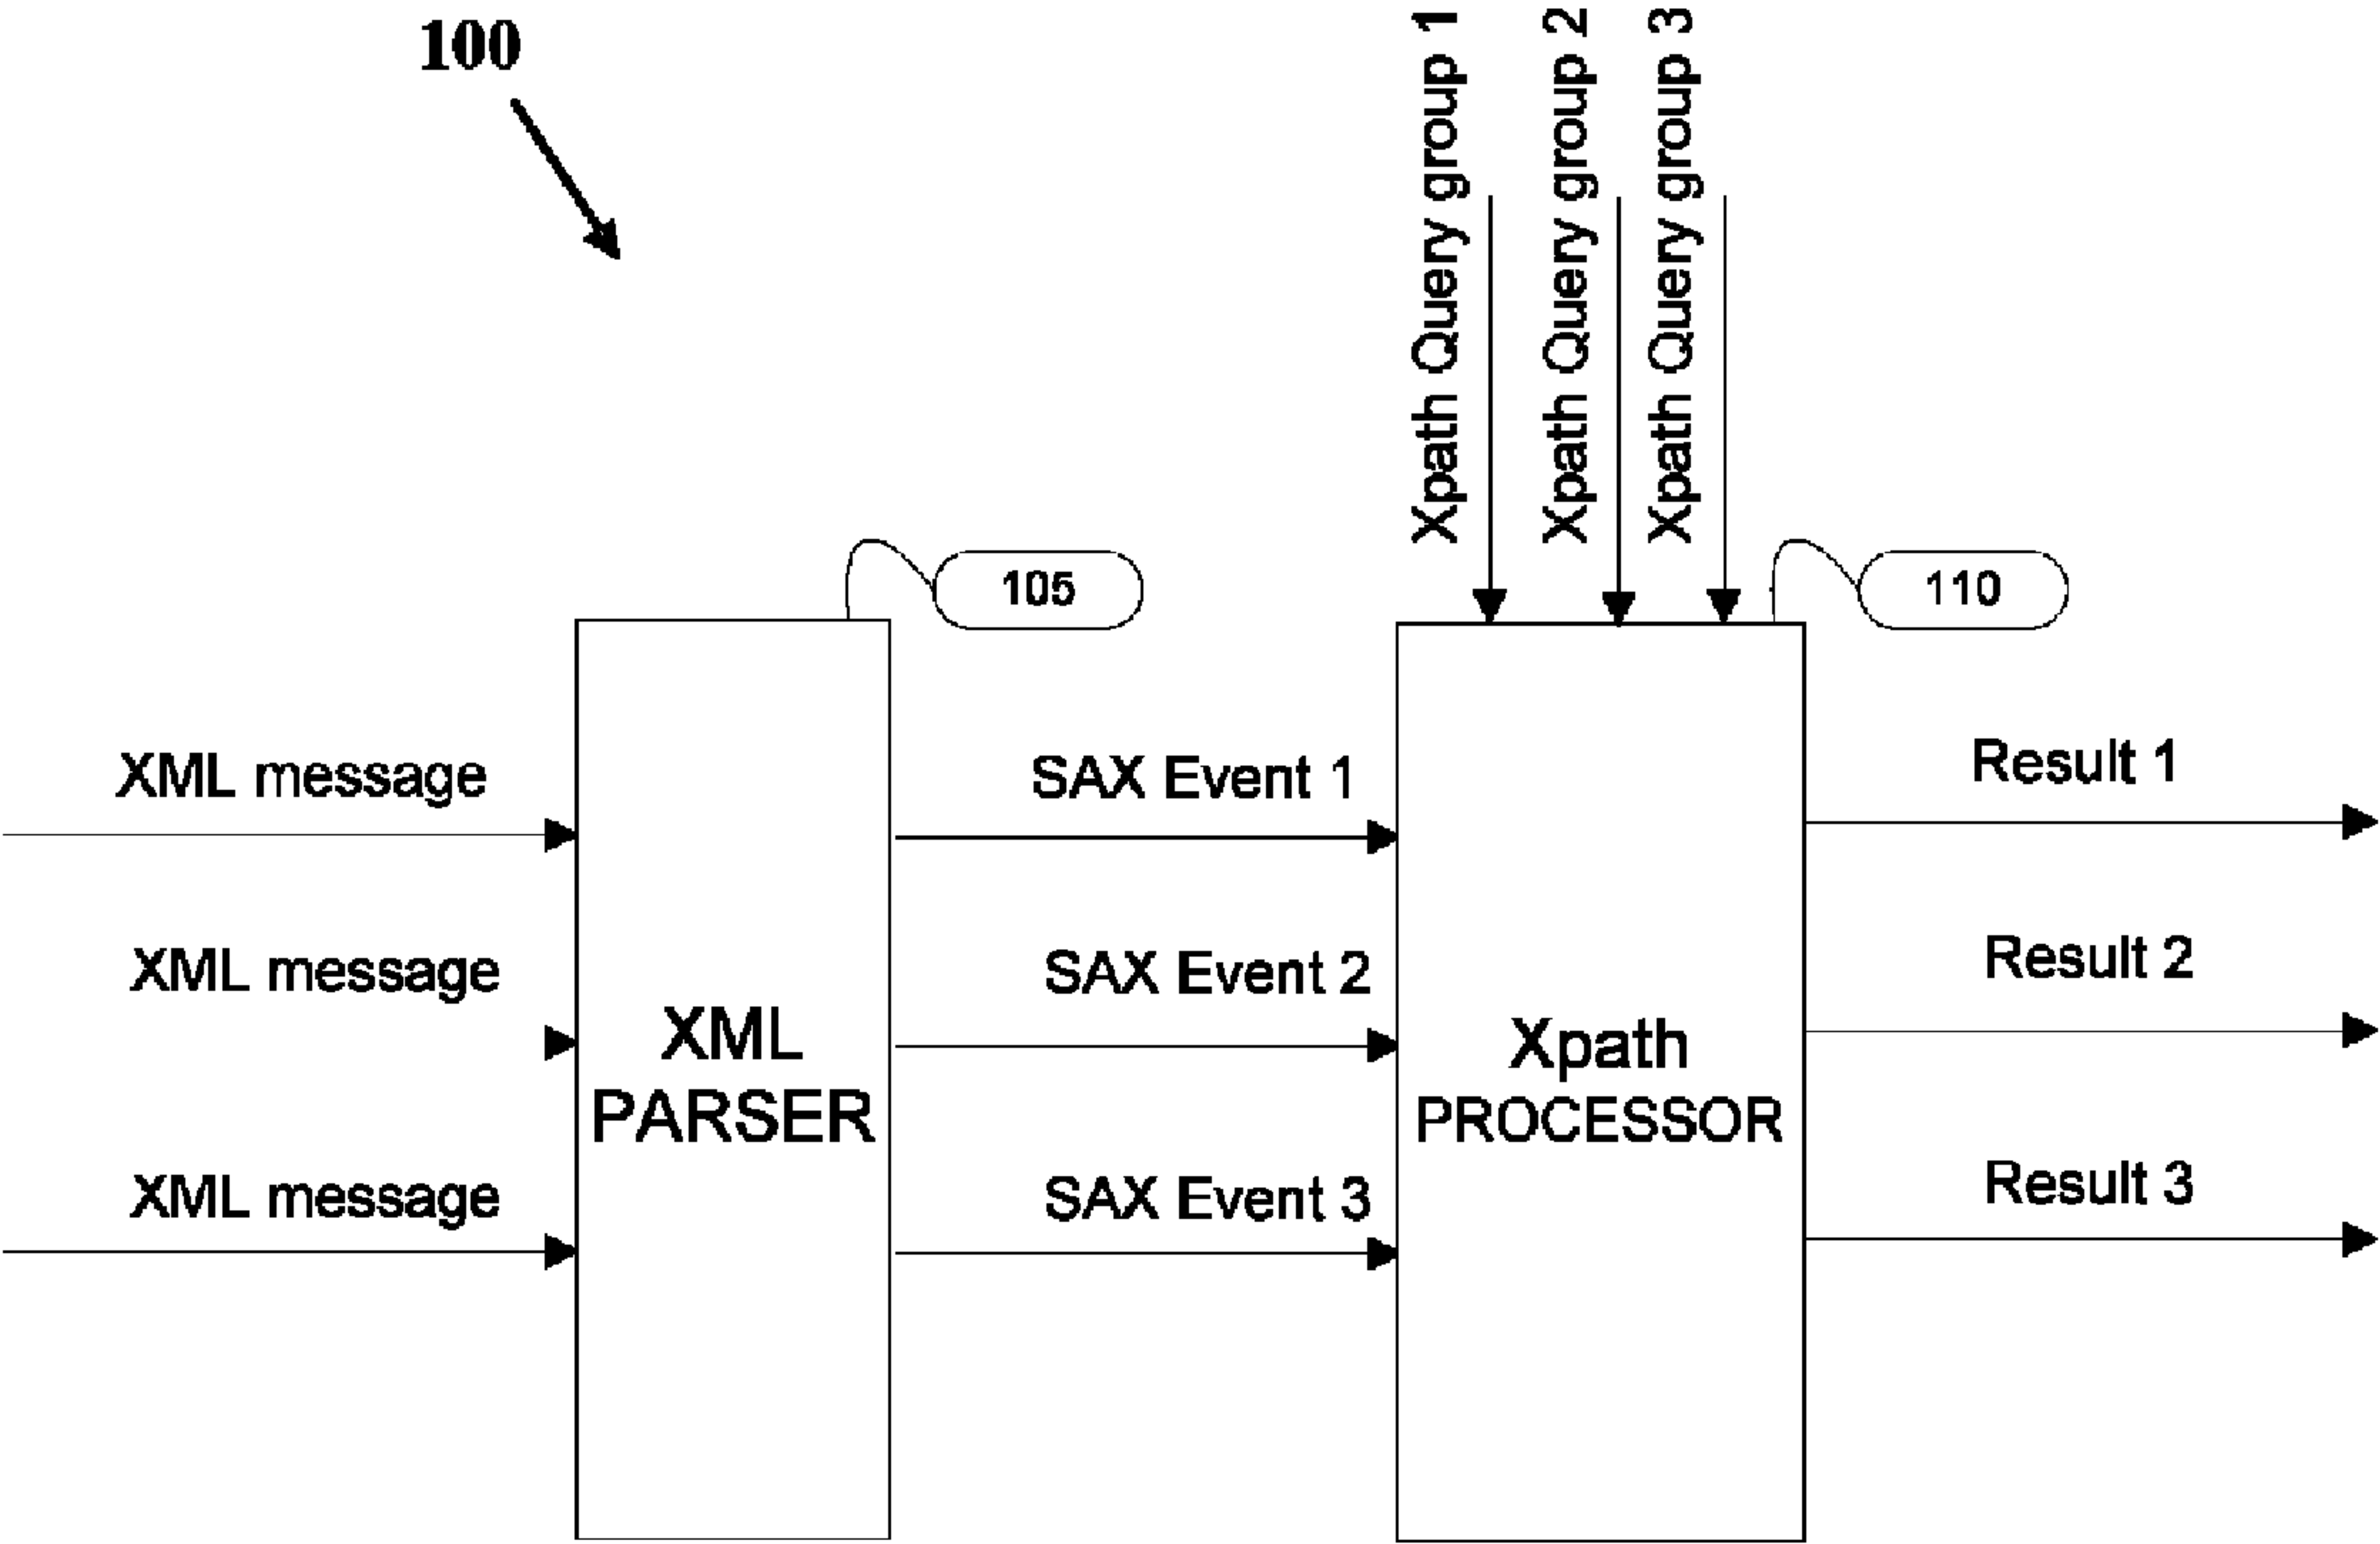 100
Xpath Query group 1
Xpath Query group 2
Xpath Query group 3
105
110
XML message
SAX Event 1
Result 1
XML message
SAX Event 2
Result 2
XML
PARSER
Xpath
PROCESSOR
XML message
SAX Event 3
Result 3